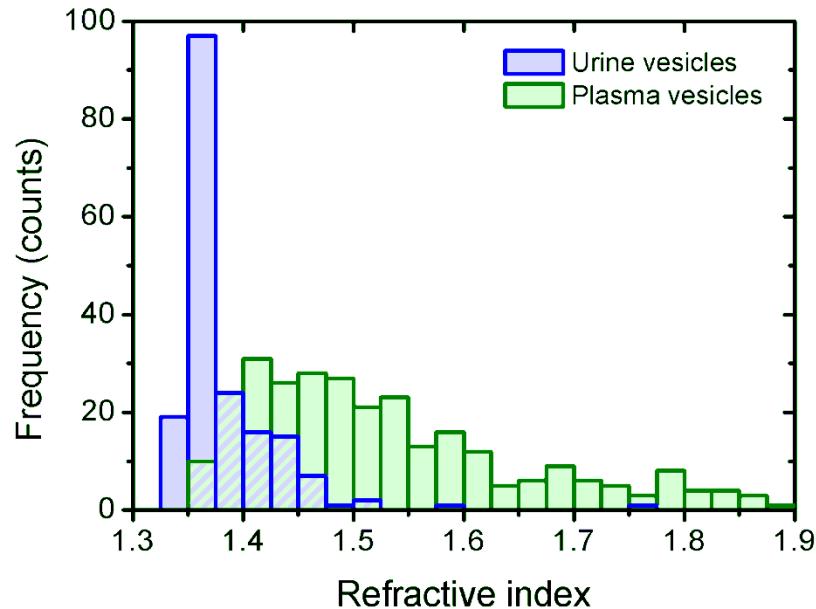 100
80
60
40
20
0
Frequency (counts)
Urine vesicles
Plasma vesicles
1.3 1.4 1.5 1.6 1.7 1.8 1.9
Refractive index